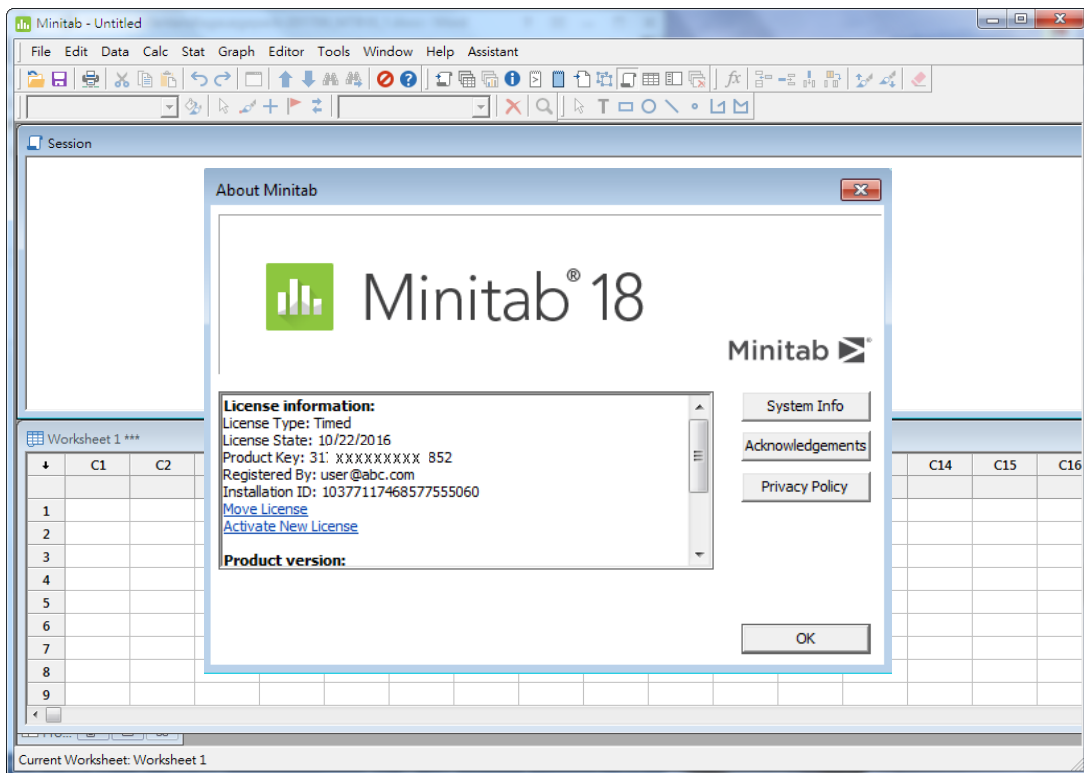 Minitab - Untitled
File Edit Data Calc Stat Graph Editor Tools Window Help Assistant
Session
About Minitab
Minitab® 18
Minitab ®
License information:
License Type: Timed
License State: 10/22/2016
Product Key: 31 xxxxxxxxx 852
Registered By: user@abc.com
Installation ID: 10377117468577555060
Move License
Activate New License
Product version:
System Info
Acknowledgements
Privacy Policy
OK
Worksheet 1 ***
C1 C2 C14 C15 C16
1
2
3
4
5
6
7
8
9
Current Worksheet: Worksheet 1